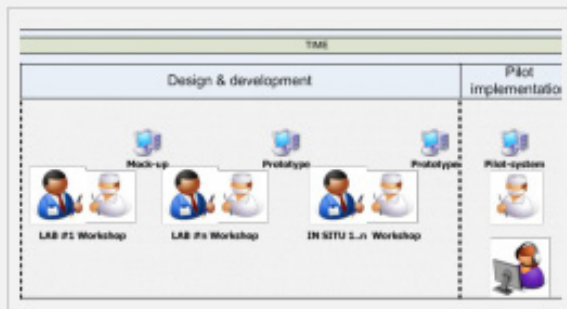 TIME
Design & development
Pilot
implementation
Mock-up
Prototype
Prototype
Pilot-system
LAB #1 Workshop
LAB #n Workshop
IN SITU 1..n Workshop